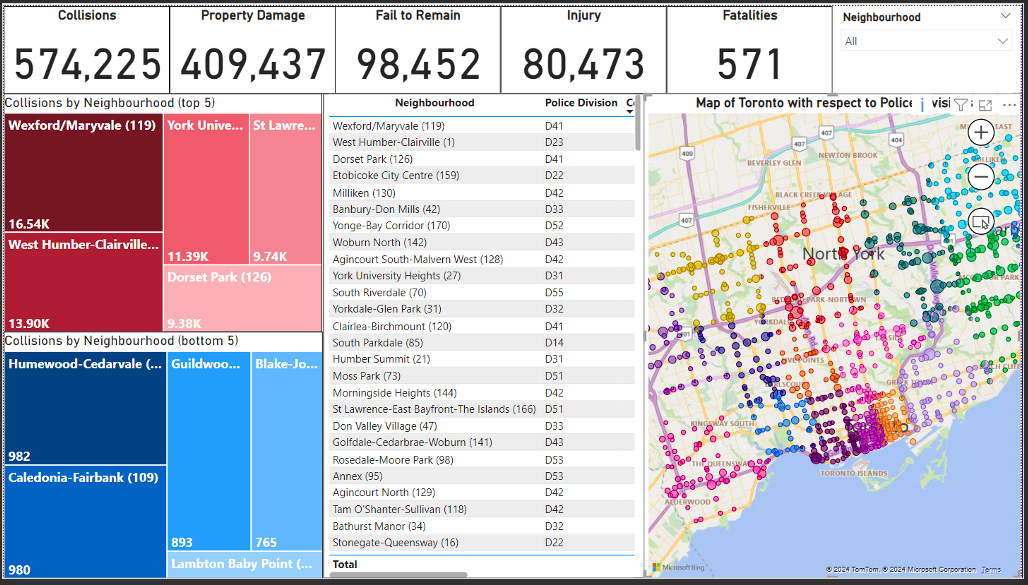 Collisions
574,225
Property Damage
409,437
Fail to Remain
98,452
Injury
80,473
Fatalities
571
Neighbourhood
All
Collisions by Neighbourhood (top 5)
Wexford/Maryvale (119)
16.54K
York Unive...
11.39K
St Lawre...
9.74K
West Humber-Clairville...
13.90K
Dorset Park (126)
9.38K
Collisions by Neighbourhood (bottom 5)
Humewood-Cedarvale (...
982
Guildwoo...
893
Blake-Jo...
765
Caledonia-Fairbank (109)
980
Lambton Baby Point (...
Neighbourhood Police Division
Wexford/Maryvale (119) D41
West Humber-Clairville (1) D23
Dorset Park (126) D41
Etobicoke City Centre (159) D22
Milliken (130) D42
Banbury-Don Mills (42) D33
Yonge-Bay Corridor (170) D52
Woburn North (142) D43
Agincourt South-Malvern West (128) D42
York University Heights (27) D31
South Riverdale (70) D55
Yorkdale-Glen Park (31) D32
Clairlea-Birchmount (120) D41
South Parkdale (85) D14
Humber Summit (21) D31
Moss Park (73) D51
Morningside Heights (144) D42
St Lawrence-East Bayfront-The Islands (166) D51
Don Valley Village (47) D33
Golfdale-Cedarbrae-Woburn (141) D43
Rosedale-Moore Park (98) D53
Annex (95) D53
Agincourt North (129) D42
Tam O'Shanter-Sullivan (118) D42
Bathurst Manor (34) D32
Stonegate-Queensway (16) D22
Total
Map of Toronto with respect to Police
400
407
407
404
BEVERLEY GLEN
NEWTON BROOK
BLACK CREEK VILLAGE
FISHERVILLE
407
North York
KINGSWAY SOUTH
THE QUEENSWAY
ALDERWOOD
TORONTO ISLANDS
Microsoft Bing
© 2024 TomTom, © 2024 Microsoft Corporation Terms